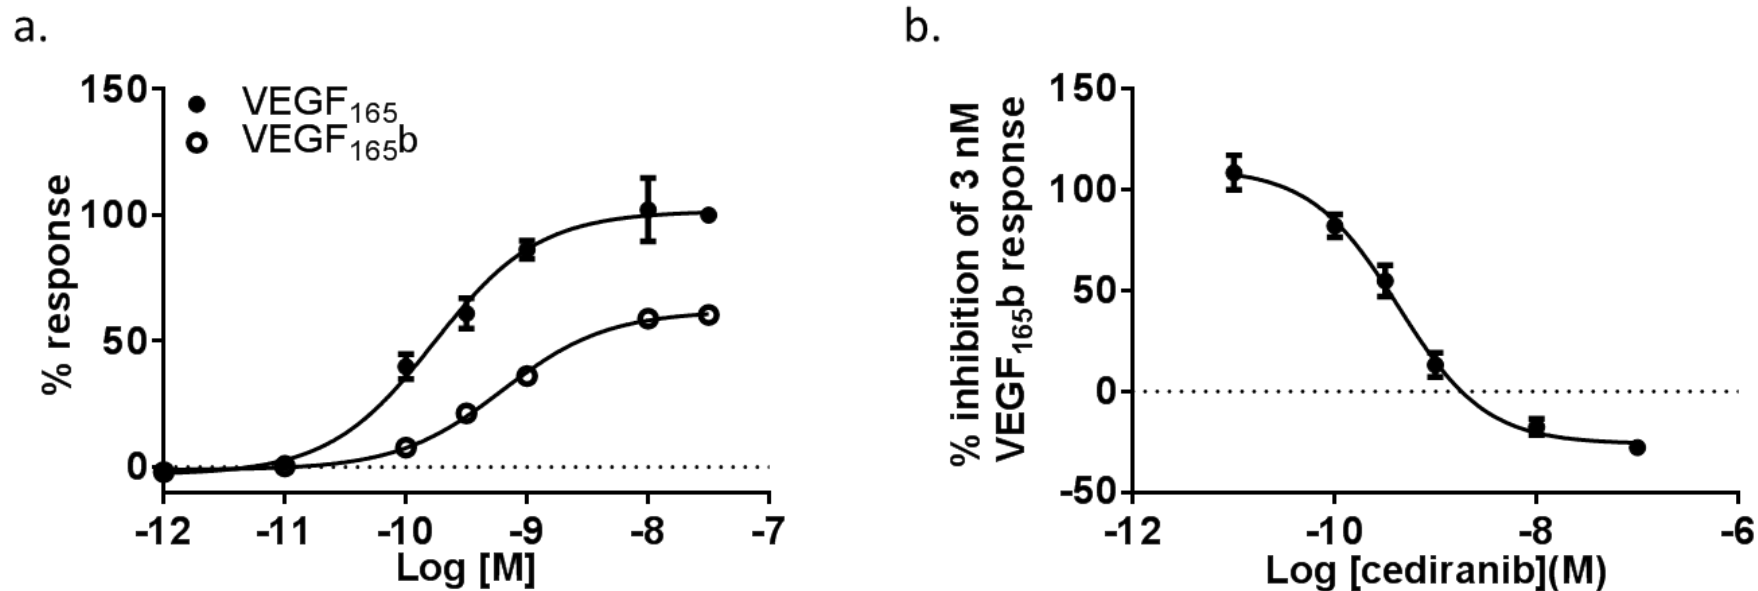 a.
% response
150
100
50
0
VEGF165
VEGF165b
-12 -11 -10 -9 -8 -7
Log [M]
b.
% inhibition of 3 nM
VEGF165b response
150
100
50
0
-50
-12 -10 -8 -6
Log [cediranib](M)